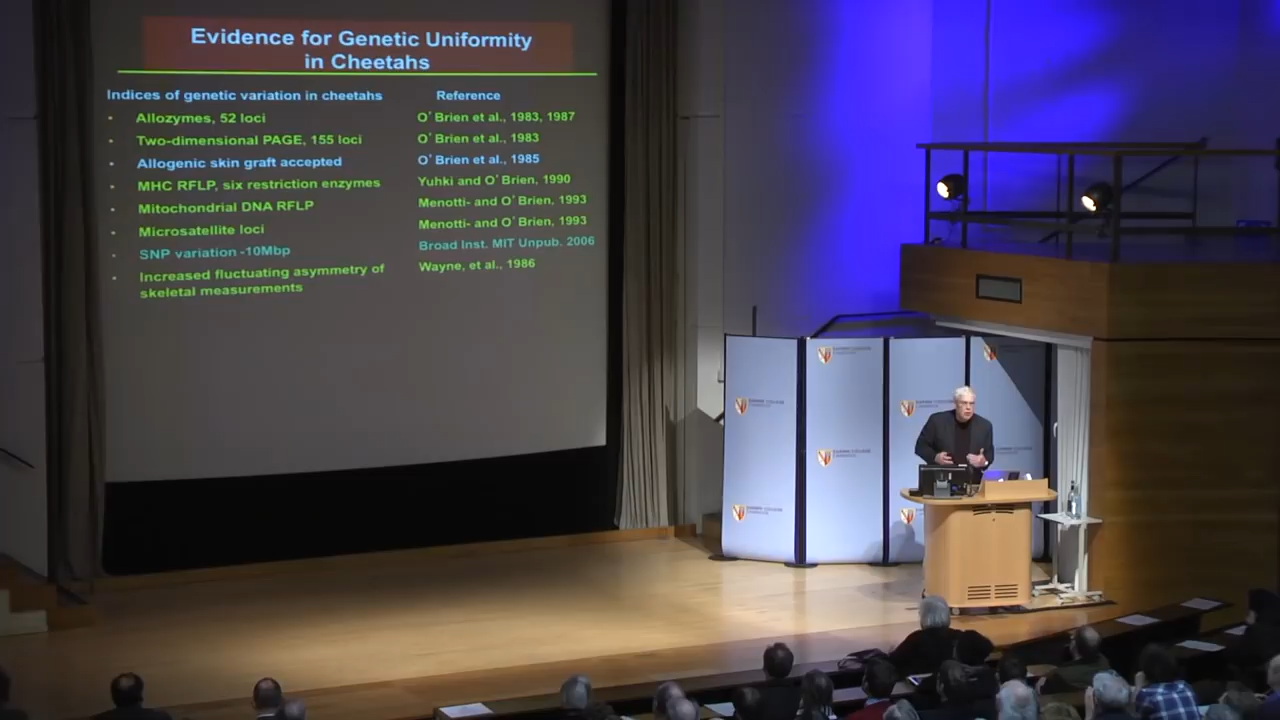 Evidence for Genetic Uniformity
in Cheetahs
Indices of genetic variation in cheetahs Reference
• Allozymes, 52 loci O' Brien et al., 1983, 1987
• Two-dimensional PAGE, 155 loci O' Brien et al., 1983
• Allogenic skin graft accepted O' Brien et al., 1985
• MHC RFLP, six restriction enzymes Yuhki and O' Brien, 1990
• Mitochondrial DNA RFLP Menotti- and O' Brien, 1993
• Microsatellite loci Menotti- and O' Brien, 1993
• SNP variation -10Mbp Broad Inst. MIT Unpub. 2006
• Increased fluctuating asymmetry of Wayne, et al., 1986
skeletal measurements